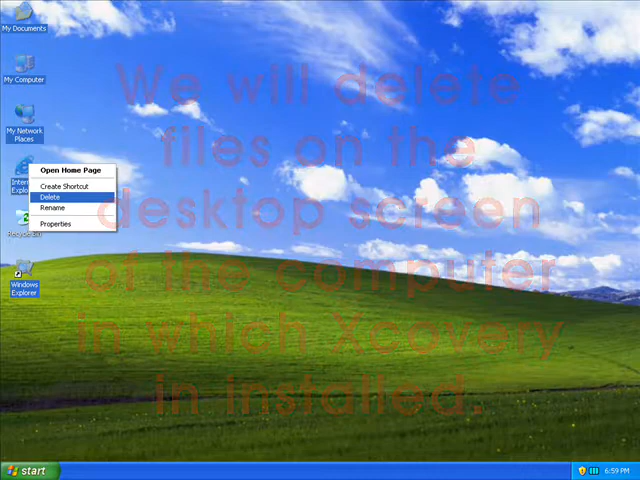 My Documents
We will delete
My Computer
files on the
My Network
Places
Open Home Page
Create Shortcut
Delete
Rename
Properties
desktop screen
Recycle Bin
of the computer
Windows
Explorer
in which Xcovery
in installed.
start
6:59 PM